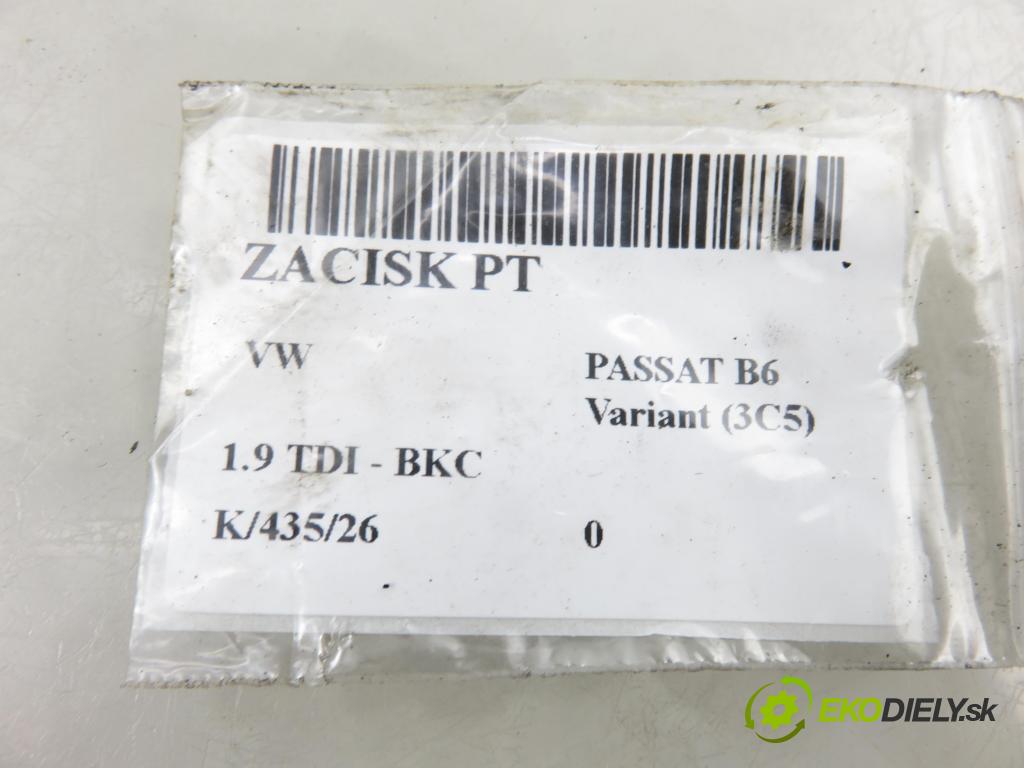 ZACISK PT
VW
PASSAT B6
Variant (3C5)
1.9 TDI - BKC
K/435/26
0
EKODIELY.sk